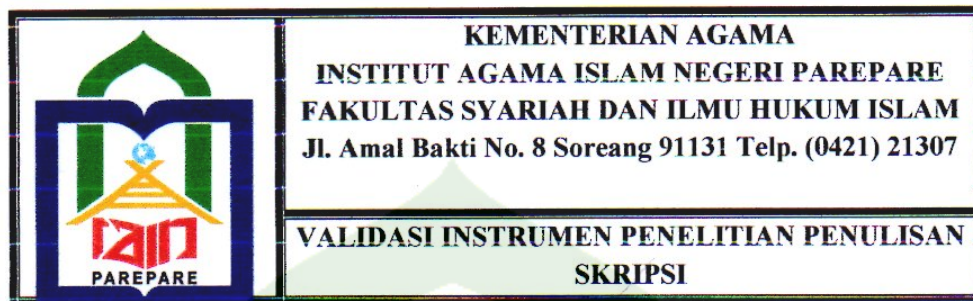 KEMENTERIAN AGAMA
INSTITUT AGAMA ISLAM NEGERI PAREPARE
FAKULTAS SYARIAH DAN ILMU HUKUM ISLAM
Jl. Amal Bakti No. 8 Soreang 91131 Telp. (0421) 21307
iain
PAREPARE
VALIDASI INSTRUMEN PENELITIAN PENULISAN
SKRIPSI